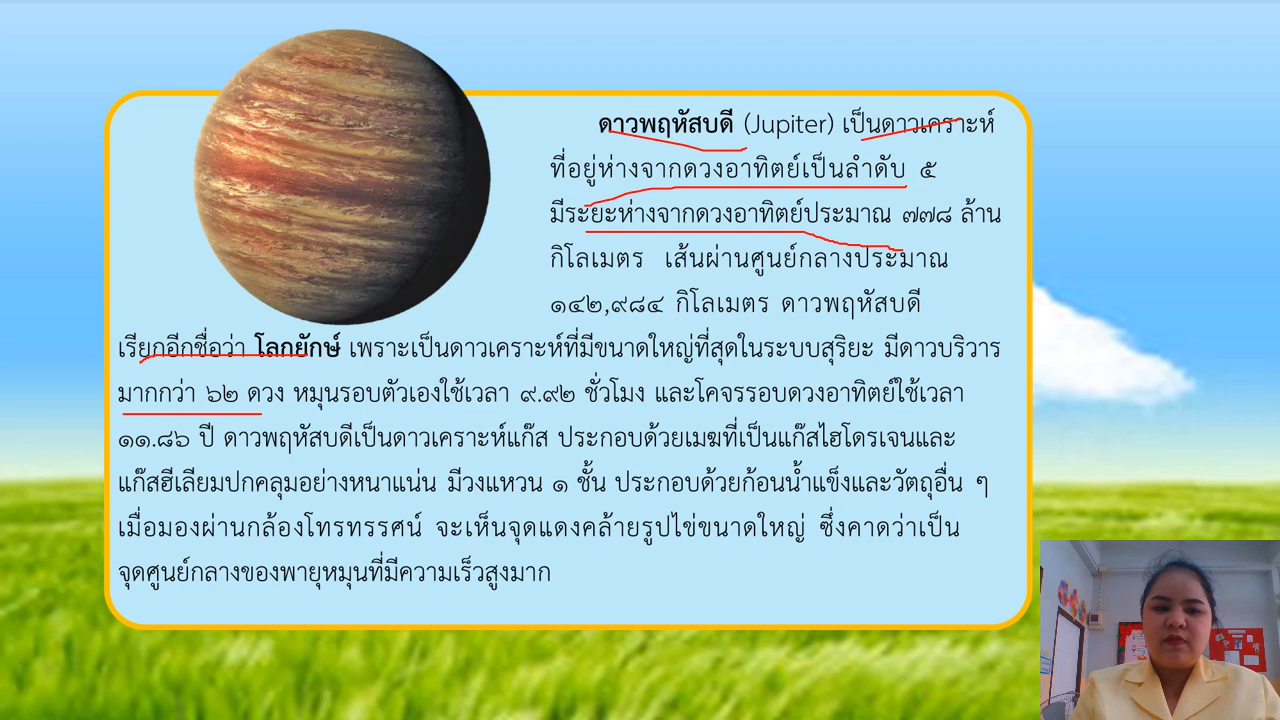 ดาวพฤหัสบดี (Jupiter) เป็นดาวเคราะห์
ที่อยู่ห่างจากดวงอาทิตย์เป็นลำดับ ๕
มีระยะห่างจากดวงอาทิตย์ประมาณ ๗๗๘ ล้าน
กิโลเมตร เส้นผ่านศูนย์กลางประมาณ
๑๔๒,๙๘๔ กิโลเมตร ดาวพฤหัสบดี
เรียกอีกชื่อว่า โลกยักษ์ เพราะเป็นดาวเคราะห์ที่มีขนาดใหญ่ที่สุดในระบบสุริยะ มีดาวบริวาร
มากกว่า ๖๒ ดวง หมุนรอบตัวเองใช้เวลา ๙.๙๒ ชั่วโมง และโคจรรอบดวงอาทิตย์ใช้เวลา
๑๑.๘๖ ปี ดาวพฤหัสบดีเป็นดาวเคราะห์แก๊ส ประกอบด้วยเมฆที่เป็นแก๊สไฮโดรเจนและ
แก๊สฮีเลียมปกคลุมอย่างหนาแน่น มีวงแหวน ๑ ชั้น ประกอบด้วยก้อนน้ำแข็งและวัตถุอื่น ๆ
เมื่อมองผ่านกล้องโทรทรรศน์ จะเห็นจุดแดงคล้ายรูปไข่ขนาดใหญ่ ซึ่งคาดว่าเป็น
จุดศูนย์กลางของพายุหมุนที่มีความเร็วสูงมาก